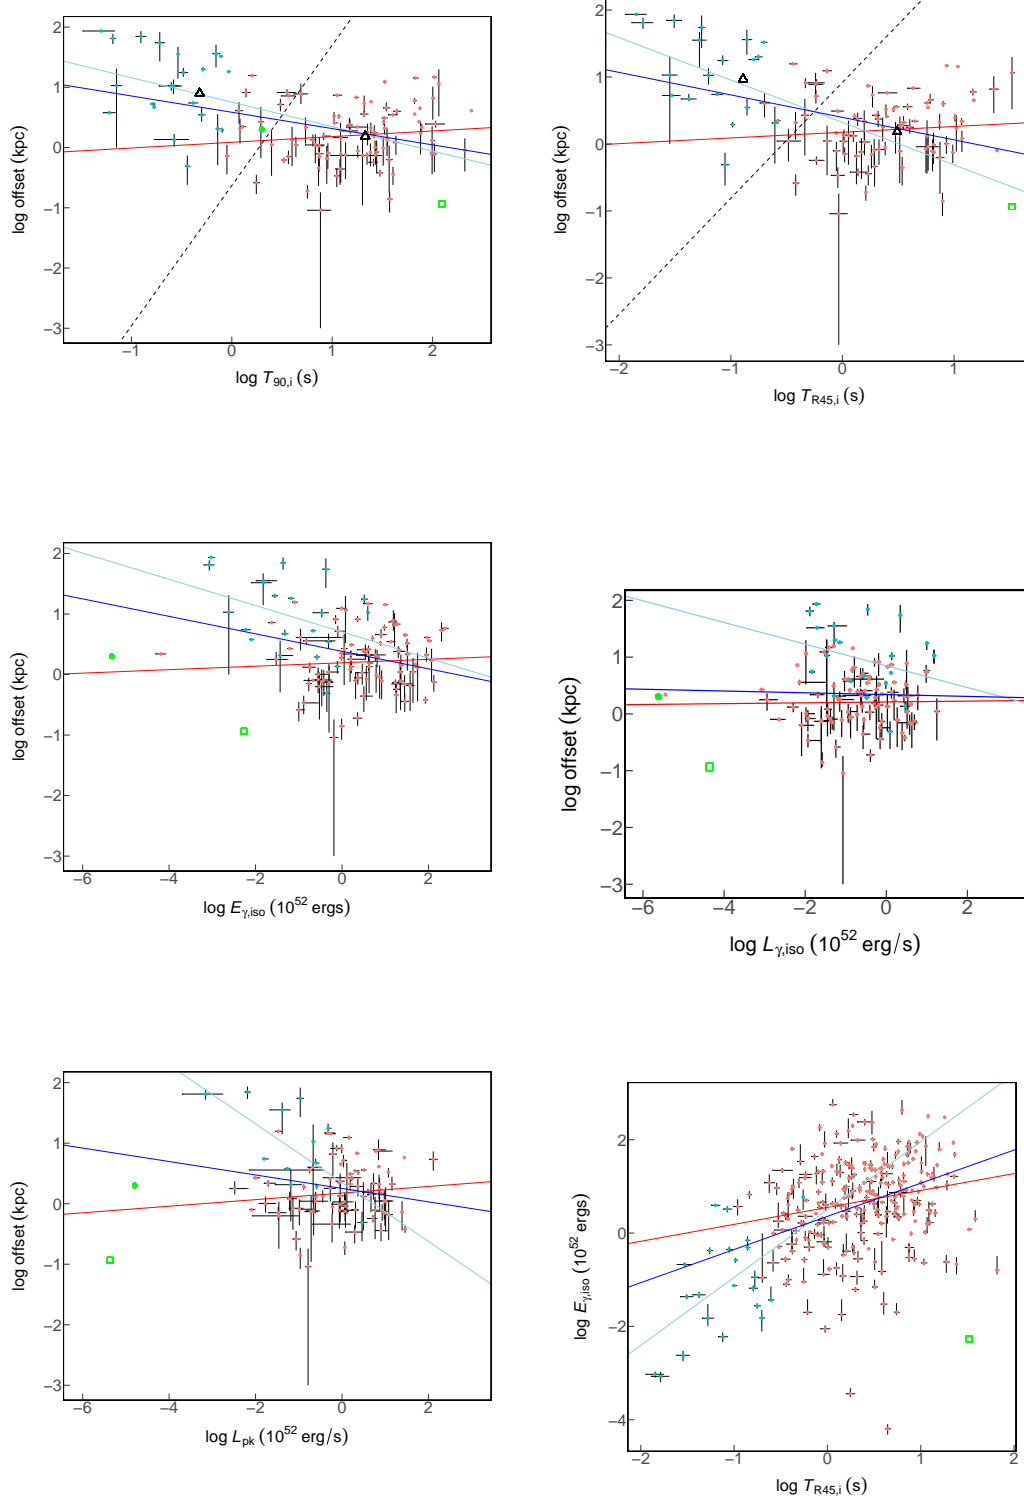 2
1
0
−1
−2
−3
log offset (kpc)
−1 0 1 2
log T90,i (s)
2
1
0
−1
−2
−3
log offset (kpc)
−2 −1 0 1
log TR45,i (s)
2
1
0
−1
−2
−3
log offset (kpc)
−6 −4 −2 0 2
log Eγ,iso (10^52 ergs)
2
1
0
−1
−2
−3
log offset (kpc)
−6 −4 −2 0 2
log Lγ,iso (10^52 erg/s)
2
1
0
−1
−2
−3
log offset (kpc)
−6 −4 −2 0 2
log Lpk (10^52 erg/s)
2
0
−2
−4
log Eγ,iso (10^52 ergs)
−2 −1 0 1 2
log TR45,i (s)